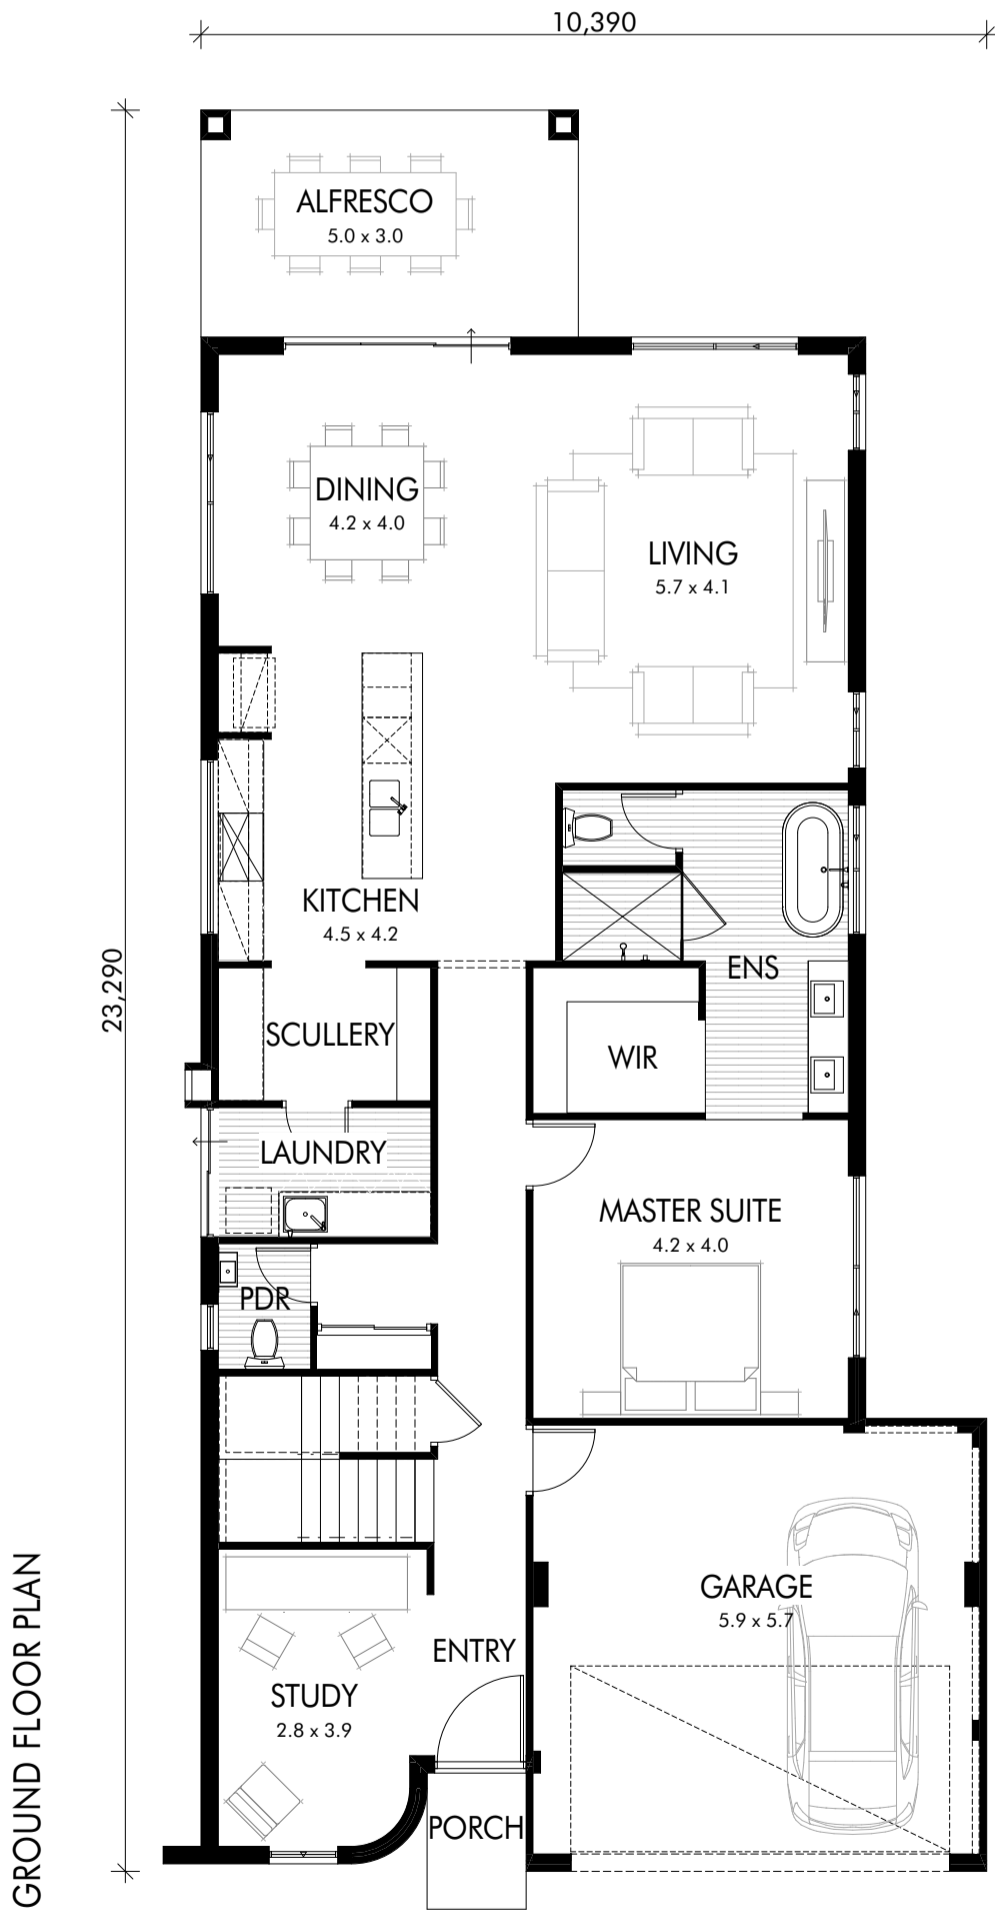 10,390
23,290
ALFRESCO
5.0 x 3.0
DINING
4.2 x 4.0
LIVING
5.7 x 4.1
KITCHEN
4.5 x 4.2
ENS
SCULLERY
WIR
LAUNDRY
MASTER SUITE
4.2 x 4.0
PDR
GARAGE
5.9 x 5.7
ENTRY
STUDY
2.8 x 3.9
PORCH
GROUND FLOOR PLAN